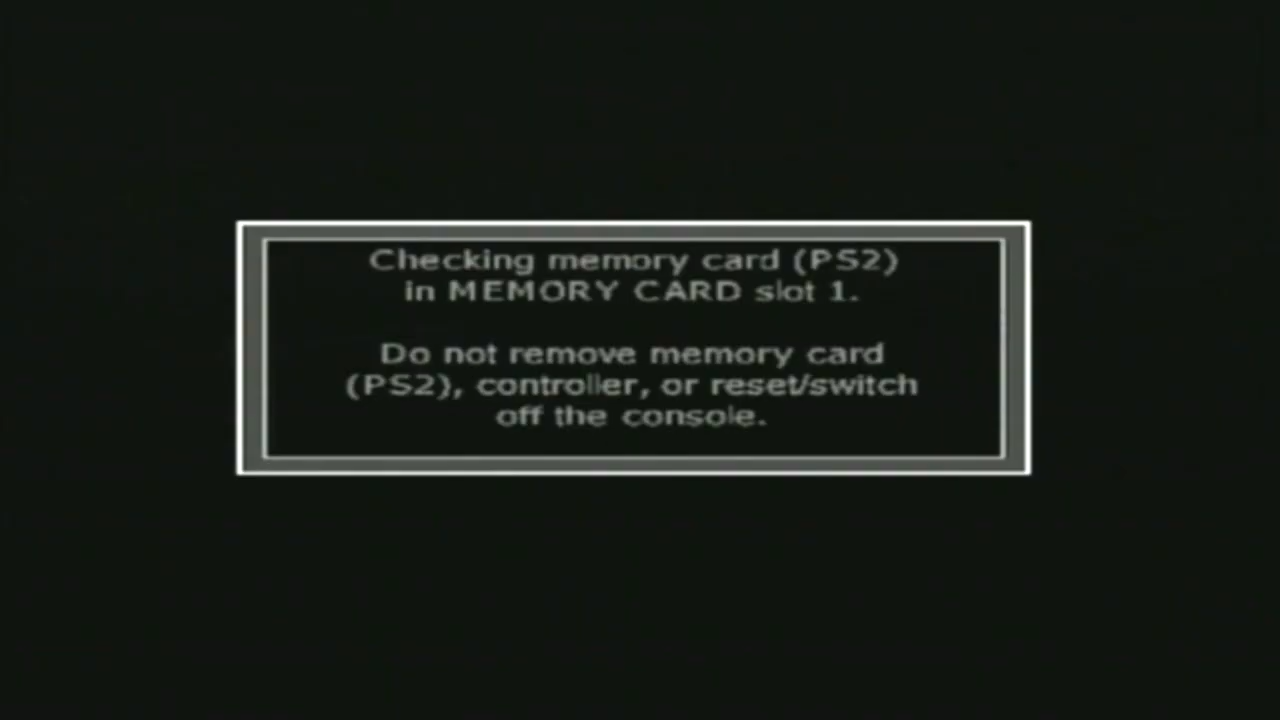 Checking memory card (PS2)
in MEMORY CARD slot 1.
Do not remove memory card
(PS2), controller, or reset/switch
off the console.